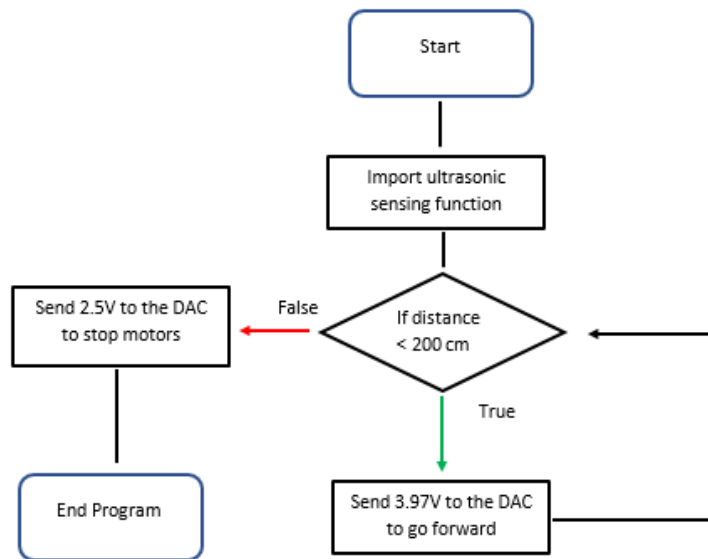 Start
Import ultrasonic
sensing function
If distance
< 200 cm
False
Send 2.5V to the DAC
to stop motors
True
End Program
Send 3.97V to the DAC
to go forward